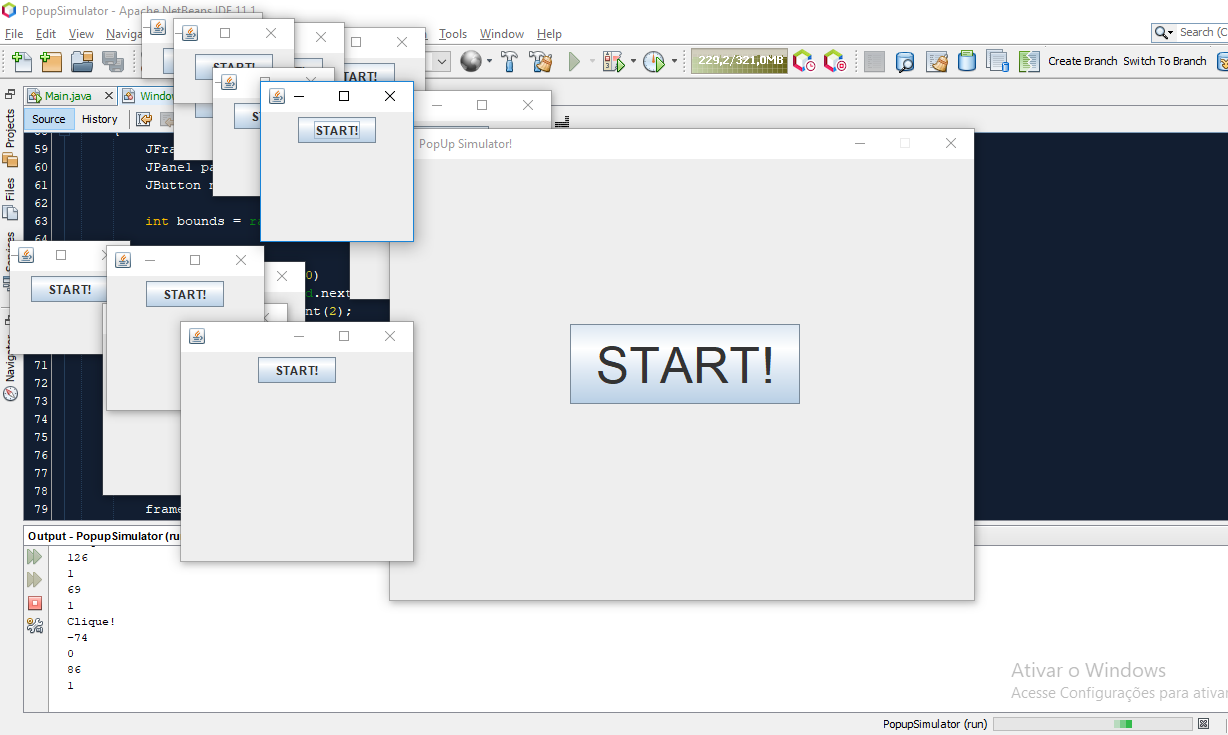 PopupSimulator - Apache NetBeans IDE 11.1
File Edit View Naviga Tools Window Help
Search (C
229,2/321,0MB
Create Branch Switch To Branch
START!
START!
START!
Main.java
Window
Source History
PopUp Simulator!
START!
START!
START!
START!
Projects
Files
Services
Navigator
59 JFra
60 JPanel pa
61 JButton
62
63 int bounds =
0)
d.next
nt(2);
71
72
73
74
75
76
77
78
79 frame
Output - PopupSimulator (ru
126
1
69
1
Clique!
-74
0
86
1
Ativar o Windows
Acesse Configurações para ativar
PopupSimulator (run)